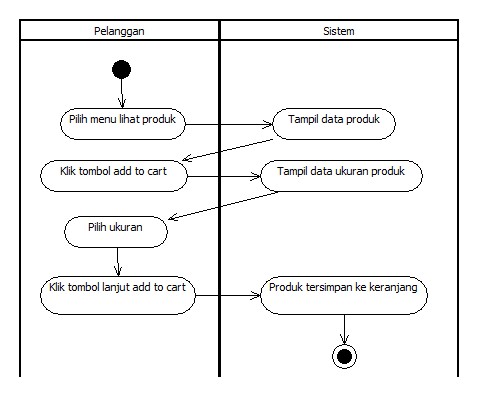 Pelanggan
Sistem
Pilih menu lihat produk
Tampil data produk
Klik tombol add to cart
Tampil data ukuran produk
Pilih ukuran
Klik tombol lanjut add to cart
Produk tersimpan ke keranjang